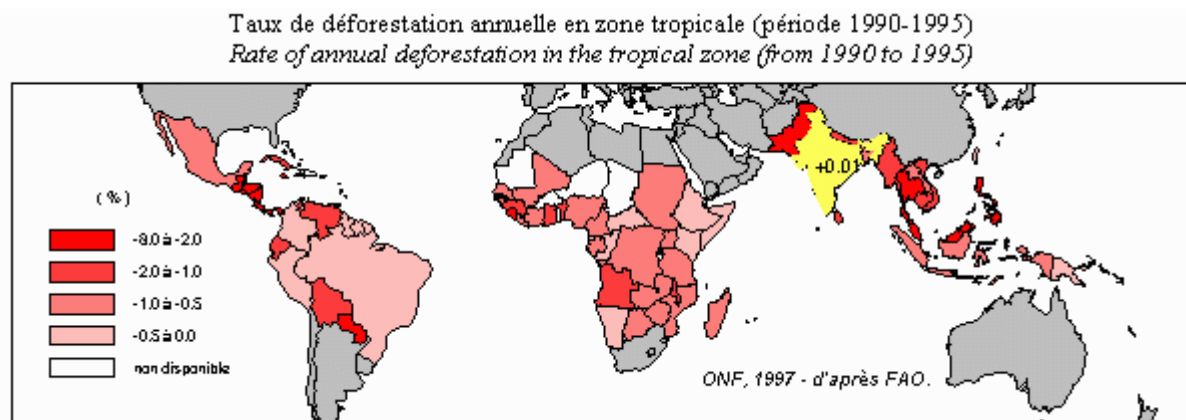 Taux de déforestation annuelle en zone tropicale (période 1990-1995)
Rate of annual deforestation in the tropical zone (from 1990 to 1995)
+0.01
( % )
-8.0 à -2.0
-2.0 à -1.0
-1.0 à -0.5
-0.5 à 0.0
non disponible
ONF, 1997 - d'après FAO.